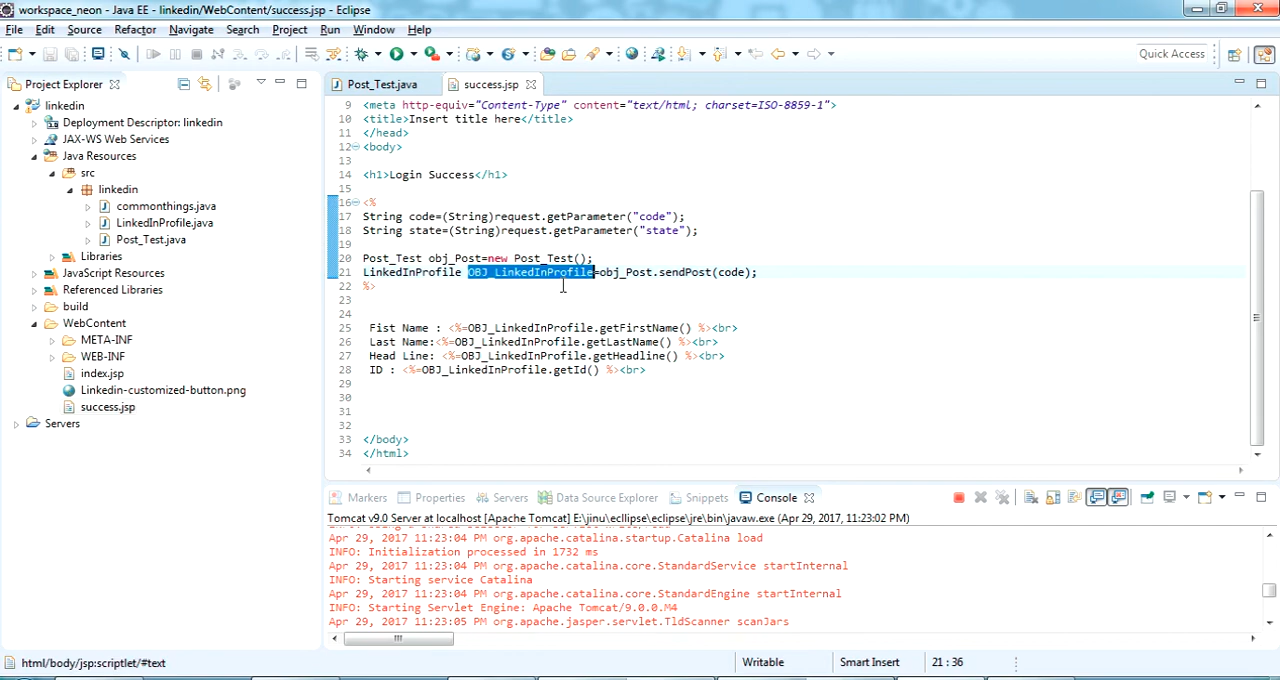 workspace_neon - Java EE - linkedin/WebContent/success.jsp - Eclipse
File Edit Source Refactor Navigate Search Project Run Window Help
Quick Access
Project Explorer
linkedin
Deployment Descriptor: linkedin
JAX-WS Web Services
Java Resources
src
linkedin
commonthings.java
LinkedInProfile.java
Post_Test.java
Libraries
JavaScript Resources
Referenced Libraries
build
WebContent
META-INF
WEB-INF
index.jsp
Linkedin-customized-button.png
success.jsp
Servers
Post_Test.java success.jsp
9 <meta http-equiv="Content-Type" content="text/html; charset=ISO-8859-1">
10 <title>Insert title here</title>
11 </head>
12 <body>
13
14 <h1>Login Success</h1>
15
16 <%
17 String code=(String)request.getParameter("code");
18 String state=(String)request.getParameter("state");
19
20 Post_Test obj_Post=new Post_Test();
21 LinkedInProfile OBJ_LinkedInProfile=obj_Post.sendPost(code);
22 %>
23
24
25 Fist Name : <%=OBJ_LinkedInProfile.getFirstName() %><br>
26 Last Name:<%=OBJ_LinkedInProfile.getLastName() %><br>
27 Head Line: <%=OBJ_LinkedInProfile.getHeadline() %><br>
28 ID : <%=OBJ_LinkedInProfile.getId() %><br>
29
30
31
32
33 </body>
34 </html>
Markers Properties Servers Data Source Explorer Snippets Console
Tomcat v9.0 Server at localhost [Apache Tomcat] E:\jinu\ecllipse\eclipse\jre\bin\javaw.exe (Apr 29, 2017, 11:23:02 PM)
Apr 29, 2017 11:23:04 PM org.apache.catalina.startup.Catalina load
INFO: Initialization processed in 1732 ms
Apr 29, 2017 11:23:04 PM org.apache.catalina.core.StandardService startInternal
INFO: Starting service Catalina
Apr 29, 2017 11:23:04 PM org.apache.catalina.core.StandardEngine startInternal
INFO: Starting Servlet Engine: Apache Tomcat/9.0.0.M4
Apr 29, 2017 11:23:05 PM org.apache.jasper.servlet.TldScanner scanJars
html/body/jsp:scriptlet/#text Writable Smart Insert 21 : 36